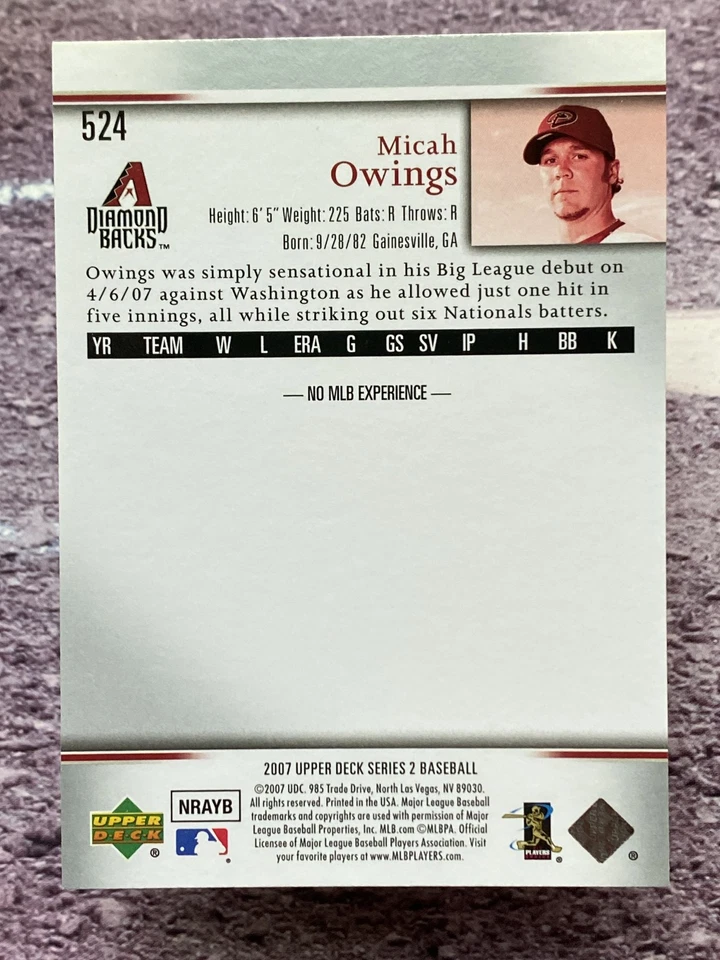 524
Micah
Owings
DIAMOND
BACKS™
Height: 6' 5" Weight: 225 Bats: R Throws: R
Born: 9/28/82 Gainesville, GA
Owings was simply sensational in his Big League debut on
4/6/07 against Washington as he allowed just one hit in
five innings, all while striking out six Nationals batters.
YR TEAM W L ERA G GS SV IP H BB K
— NO MLB EXPERIENCE —
2007 UPPER DECK SERIES 2 BASEBALL
©2007 UDC. 985 Trade Drive, North Las Vegas, NV 89030.
All rights reserved. Printed in the USA. Major League Baseball
trademarks and copyrights are used with permission of Major
League Baseball Properties, Inc. MLB.com ©MLBPA. Official
Licensee of Major League Baseball Players Association. Visit
your favorite players at www.MLBPLAYERS.com.
UPPER
DECK
®
NRAYB
®
PLAYERS
®
®